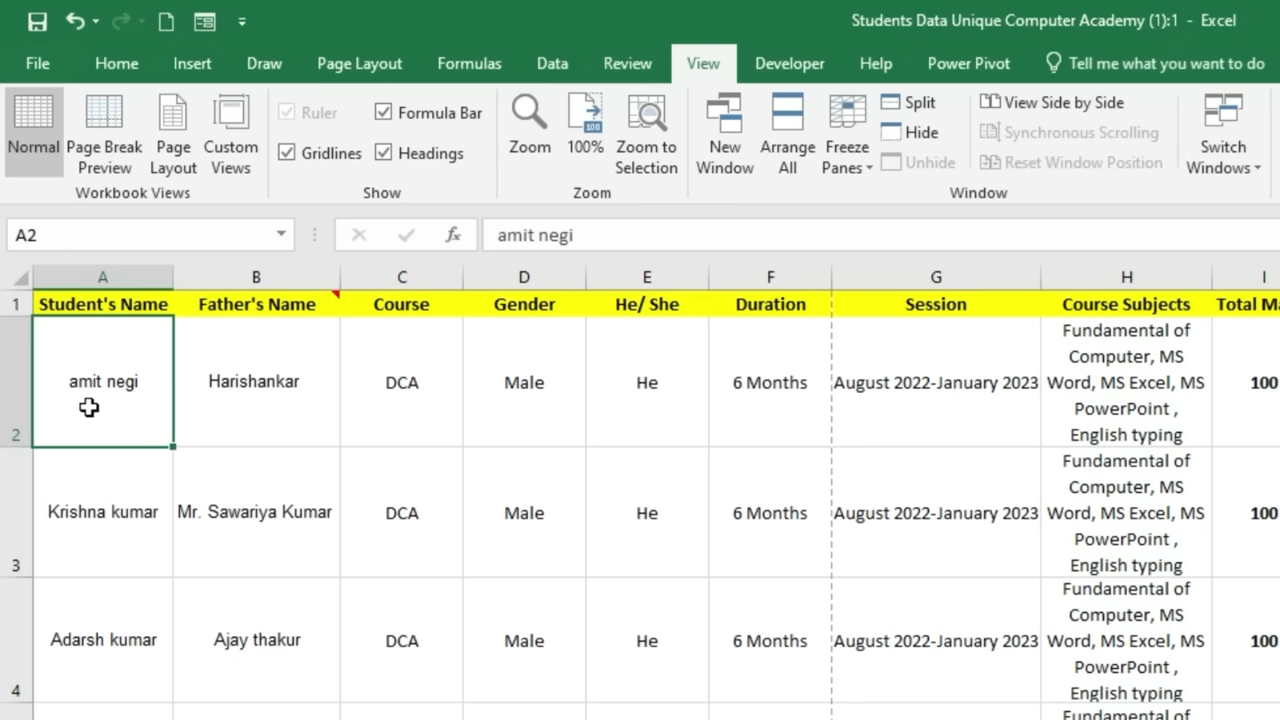 Students Data Unique Computer Academy (1):1 - Excel
File Home Insert Draw Page Layout Formulas Data Review View Developer Help Power Pivot Tell me what you want to do
Normal Page Break Preview Page Layout Custom Views
Workbook Views
Ruler Formula Bar
Gridlines Headings
Show
Zoom 100% Zoom to Selection
100
Zoom
New Window Arrange All Freeze Panes
Split
Hide
Unhide
View Side by Side
Synchronous Scrolling
Reset Window Position
Window
Switch Windows
A2 fx amit negi
A B C D E F G H I
1 Student's Name Father's Name Course Gender He/ She Duration Session Course Subjects Total
2 amit negi Harishankar DCA Male He 6 Months August 2022-January 2023
Fundamental of
Computer, MS
Word, MS Excel, MS
PowerPoint ,
English typing
100
3 Krishna kumar Mr. Sawariya Kumar DCA Male He 6 Months August 2022-January 2023
Fundamental of
Computer, MS
Word, MS Excel, MS
PowerPoint ,
English typing
100
4 Adarsh kumar Ajay thakur DCA Male He 6 Months August 2022-January 2023
Fundamental of
Computer, MS
Word, MS Excel, MS
PowerPoint ,
English typing
100
Fundamental of